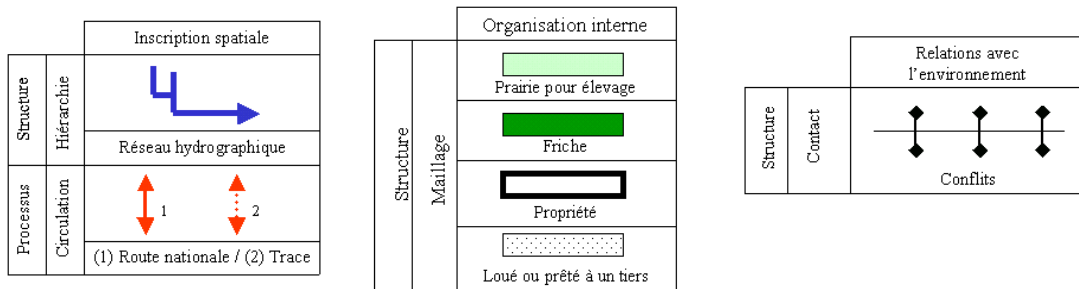 Inscription spatiale
Structure
Hiérarchie
Réseau hydrographique
Processus
Circulation
1
2
(1) Route nationale / (2) Trace
Organisation interne
Structure
Maillage
Prairie pour élevage
Friche
Propriété
Loué ou prêté à un tiers
Relations avec
l'environnement
Structure
Contact
Conflits